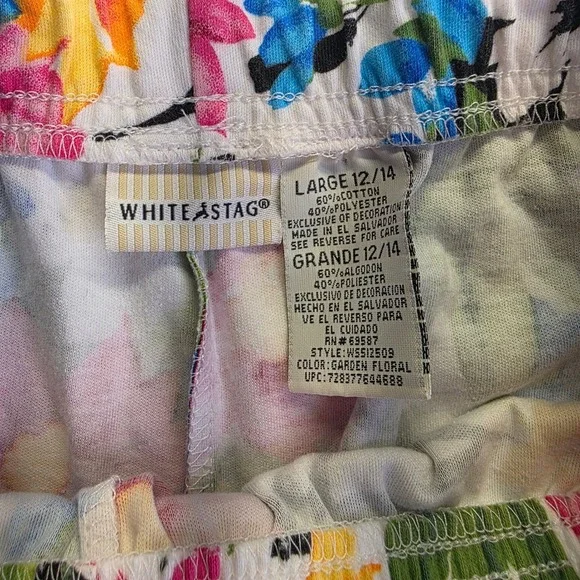 WHITE STAG®
LARGE 12/14
60%COTTON
40%POLYESTER
EXCLUSIVE OF DECORATION
MADE IN EL SALVADOR
SEE REVERSE FOR CARE
GRANDE 12/14
60%ALGODON
40%POLIESTER
EXCLUSIVO DE DECORACION
HECHO EN EL SALVADOR
VE EL REVERSO PARA
EL CUIDADO
RN#69587
STYLE: WSS12509
COLOR: GARDEN FLORAL
UPC: 728377644688